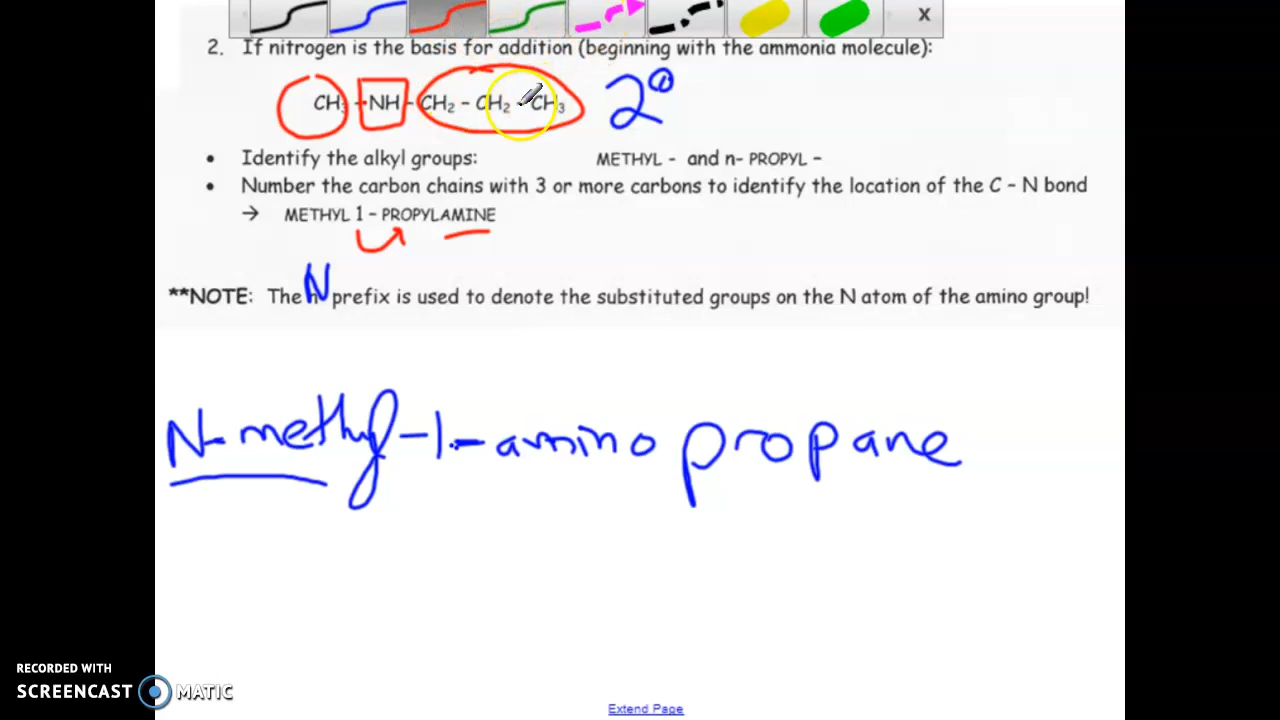 x
2. If nitrogen is the basis for addition (beginning with the ammonia molecule):
CH₃ - NH - CH₂ - CH₂ - CH₃ 2°
• Identify the alkyl groups: METHYL - and n- PROPYL -
• Number the carbon chains with 3 or more carbons to identify the location of the C - N bond
→ METHYL 1 - PROPYLAMINE
**NOTE: The N prefix is used to denote the substituted groups on the N atom of the amino group!
N-methyl-1-amino propane
RECORDED WITH
SCREENCAST MATIC
Extend Page